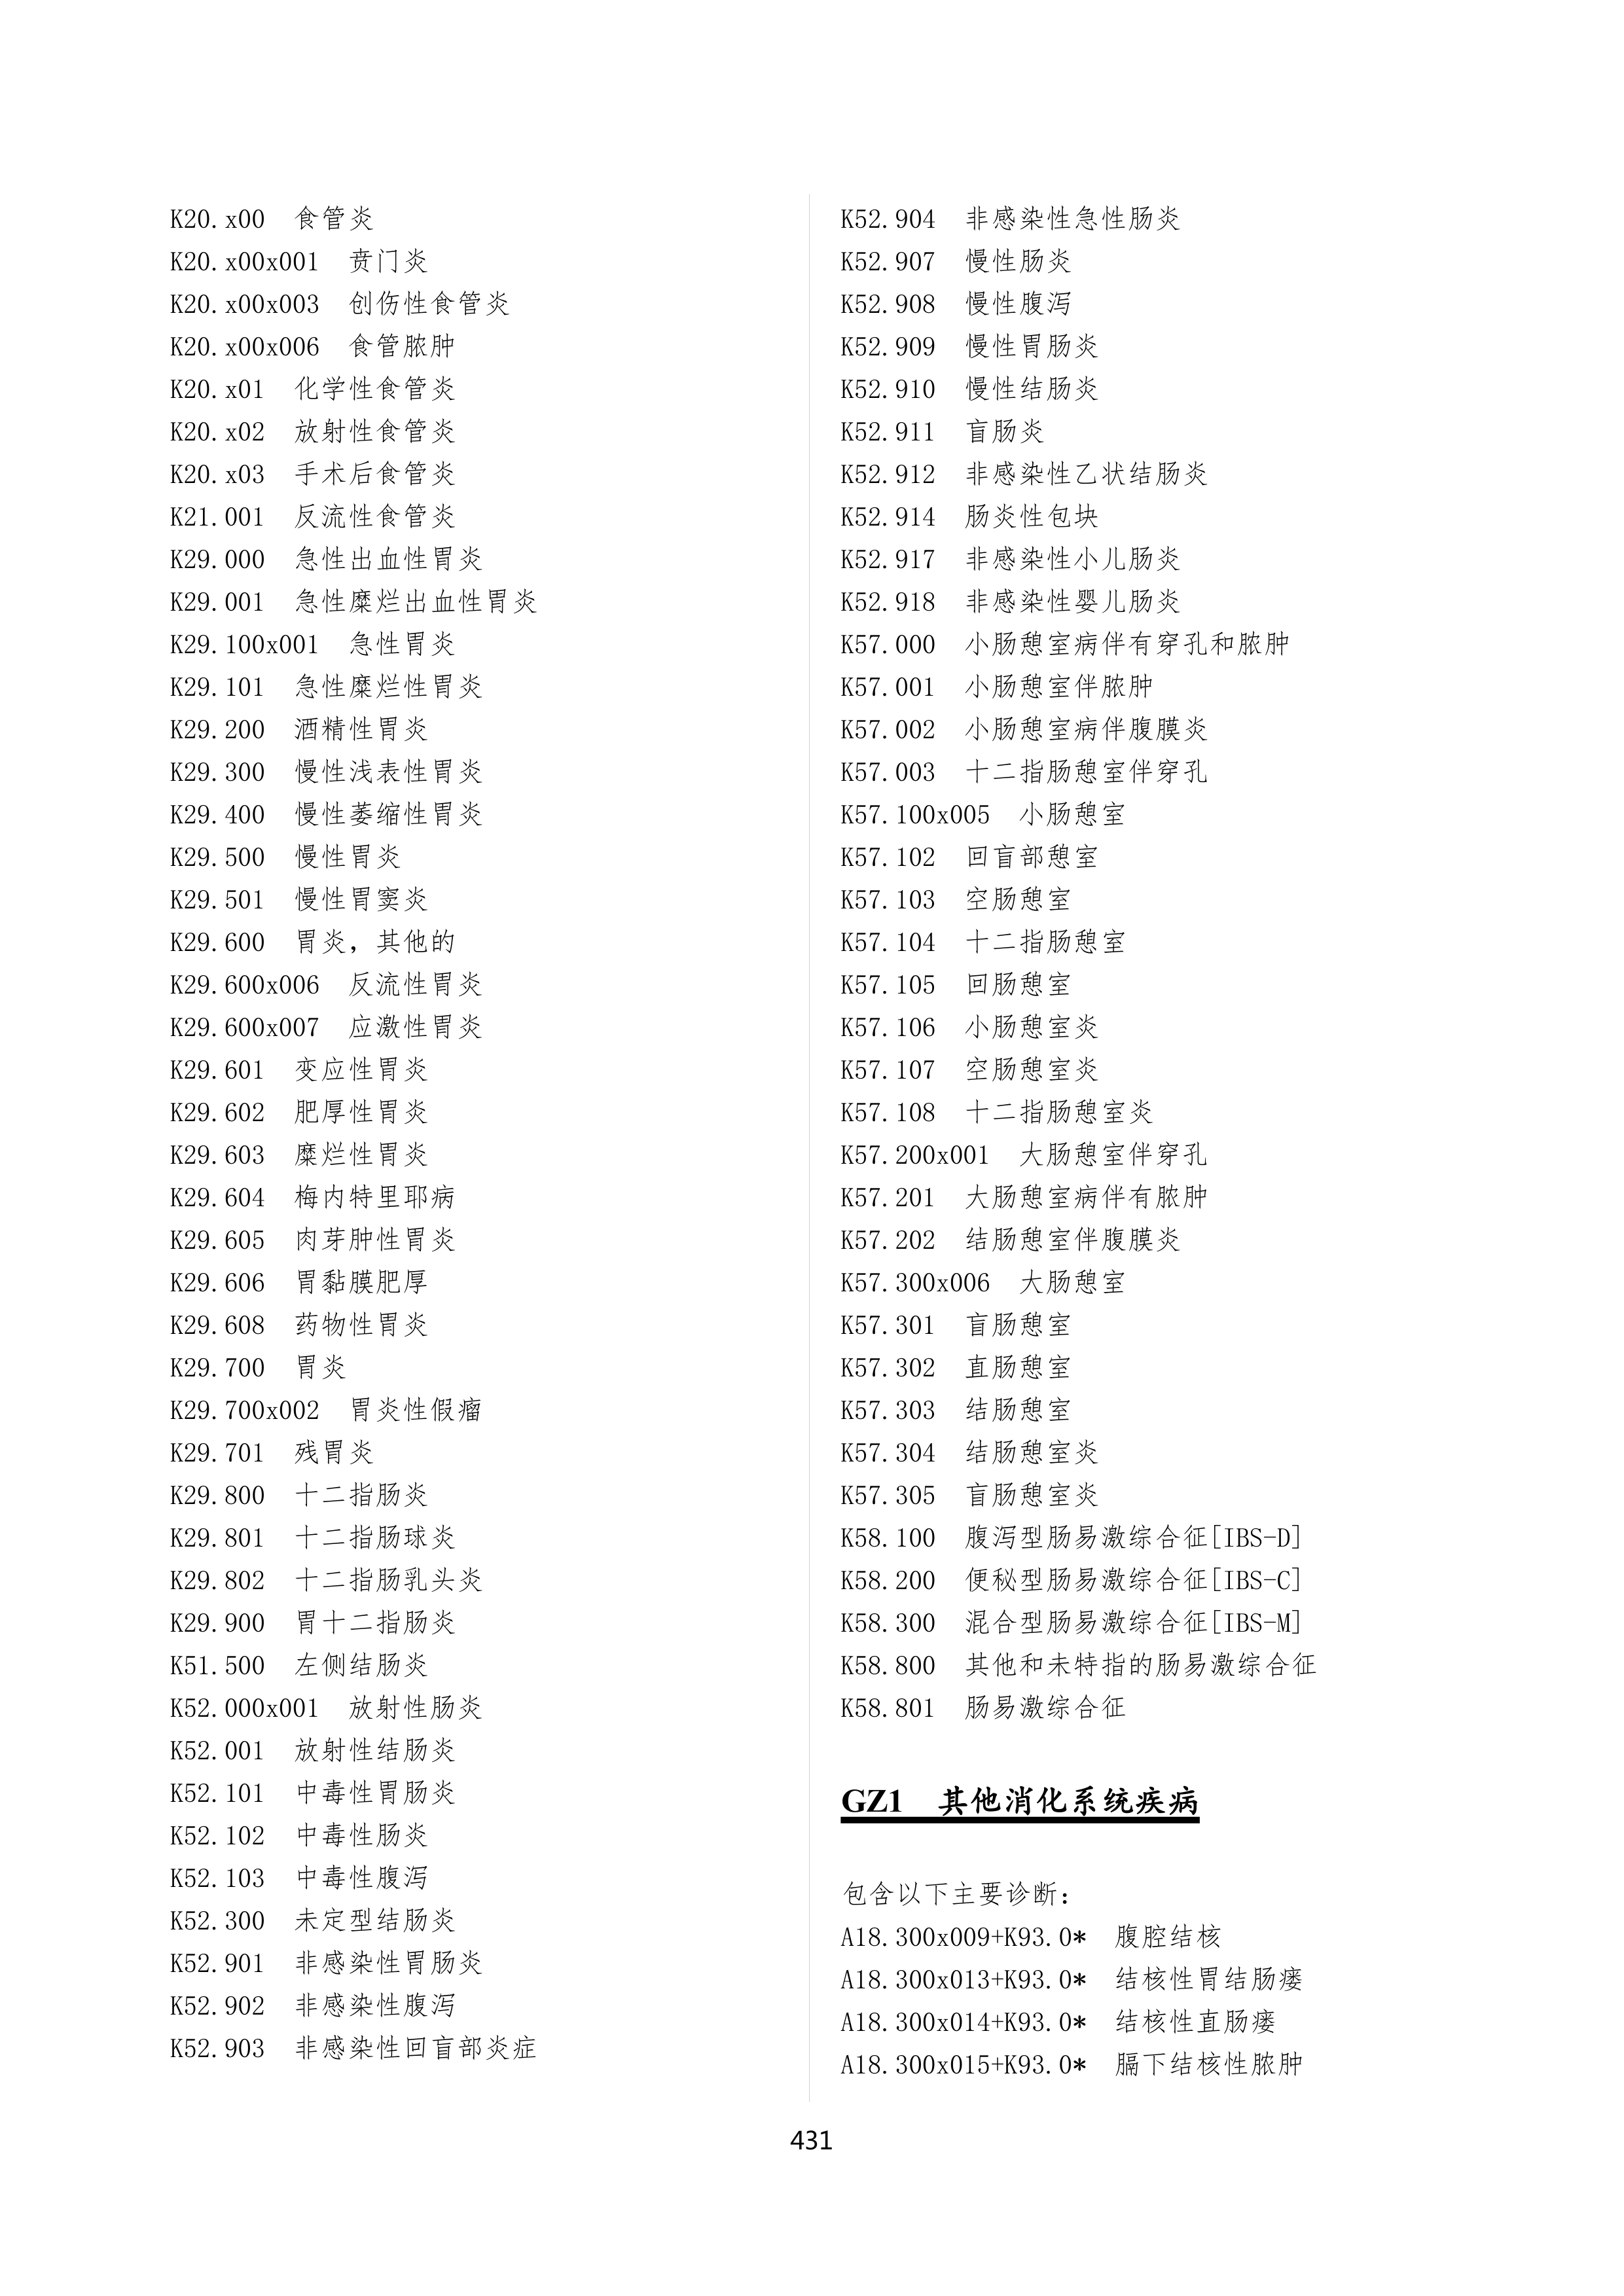 K20.x00 食管炎
K20.x00x001 贲门炎
K20.x00x003 创伤性食管炎
K20.x00x006 食管脓肿
K20.x01 化学性食管炎
K20.x02 放射性食管炎
K20.x03 手术后食管炎
K21.001 反流性食管炎
K29.000 急性出血性胃炎
K29.001 急性糜烂出血性胃炎
K29.100x001 急性胃炎
K29.101 急性糜烂性胃炎
K29.200 酒精性胃炎
K29.300 慢性浅表性胃炎
K29.400 慢性萎缩性胃炎
K29.500 慢性胃炎
K29.501 慢性胃窦炎
K29.600 胃炎，其他的
K29.600x006 反流性胃炎
K29.600x007 应激性胃炎
K29.601 变应性胃炎
K29.602 肥厚性胃炎
K29.603 糜烂性胃炎
K29.604 梅内特里耶病
K29.605 肉芽肿性胃炎
K29.606 胃黏膜肥厚
K29.608 药物性胃炎
K29.700 胃炎
K29.700x002 胃炎性假瘤
K29.701 残胃炎
K29.800 十二指肠炎
K29.801 十二指肠球炎
K29.802 十二指肠乳头炎
K29.900 胃十二指肠炎
K51.500 左侧结肠炎
K52.000x001 放射性肠炎
K52.001 放射性结肠炎
K52.101 中毒性胃肠炎
K52.102 中毒性肠炎
K52.103 中毒性腹泻
K52.300 未定型结肠炎
K52.901 非感染性胃肠炎
K52.902 非感染性腹泻
K52.903 非感染性回盲部炎症
K52.904 非感染性急性肠炎
K52.907 慢性肠炎
K52.908 慢性腹泻
K52.909 慢性胃肠炎
K52.910 慢性结肠炎
K52.911 盲肠炎
K52.912 非感染性乙状结肠炎
K52.914 肠炎性包块
K52.917 非感染性小儿肠炎
K52.918 非感染性婴儿肠炎
K57.000 小肠憩室病伴有穿孔和脓肿
K57.001 小肠憩室伴脓肿
K57.002 小肠憩室病伴腹膜炎
K57.003 十二指肠憩室伴穿孔
K57.100x005 小肠憩室
K57.102 回盲部憩室
K57.103 空肠憩室
K57.104 十二指肠憩室
K57.105 回肠憩室
K57.106 小肠憩室炎
K57.107 空肠憩室炎
K57.108 十二指肠憩室炎
K57.200x001 大肠憩室伴穿孔
K57.201 大肠憩室病伴有脓肿
K57.202 结肠憩室伴腹膜炎
K57.300x006 大肠憩室
K57.301 盲肠憩室
K57.302 直肠憩室
K57.303 结肠憩室
K57.304 结肠憩室炎
K57.305 盲肠憩室炎
K58.100 腹泻型肠易激综合征[IBS-D]
K58.200 便秘型肠易激综合征[IBS-C]
K58.300 混合型肠易激综合征[IBS-M]
K58.800 其他和未特指的肠易激综合征
K58.801 肠易激综合征
GZ1 其他消化系统疾病
包含以下主要诊断：
A18.300x009+K93.0* 腹腔结核
A18.300x013+K93.0* 结核性胃结肠瘘
A18.300x014+K93.0* 结核性直肠瘘
A18.300x015+K93.0* 膈下结核性脓肿
431